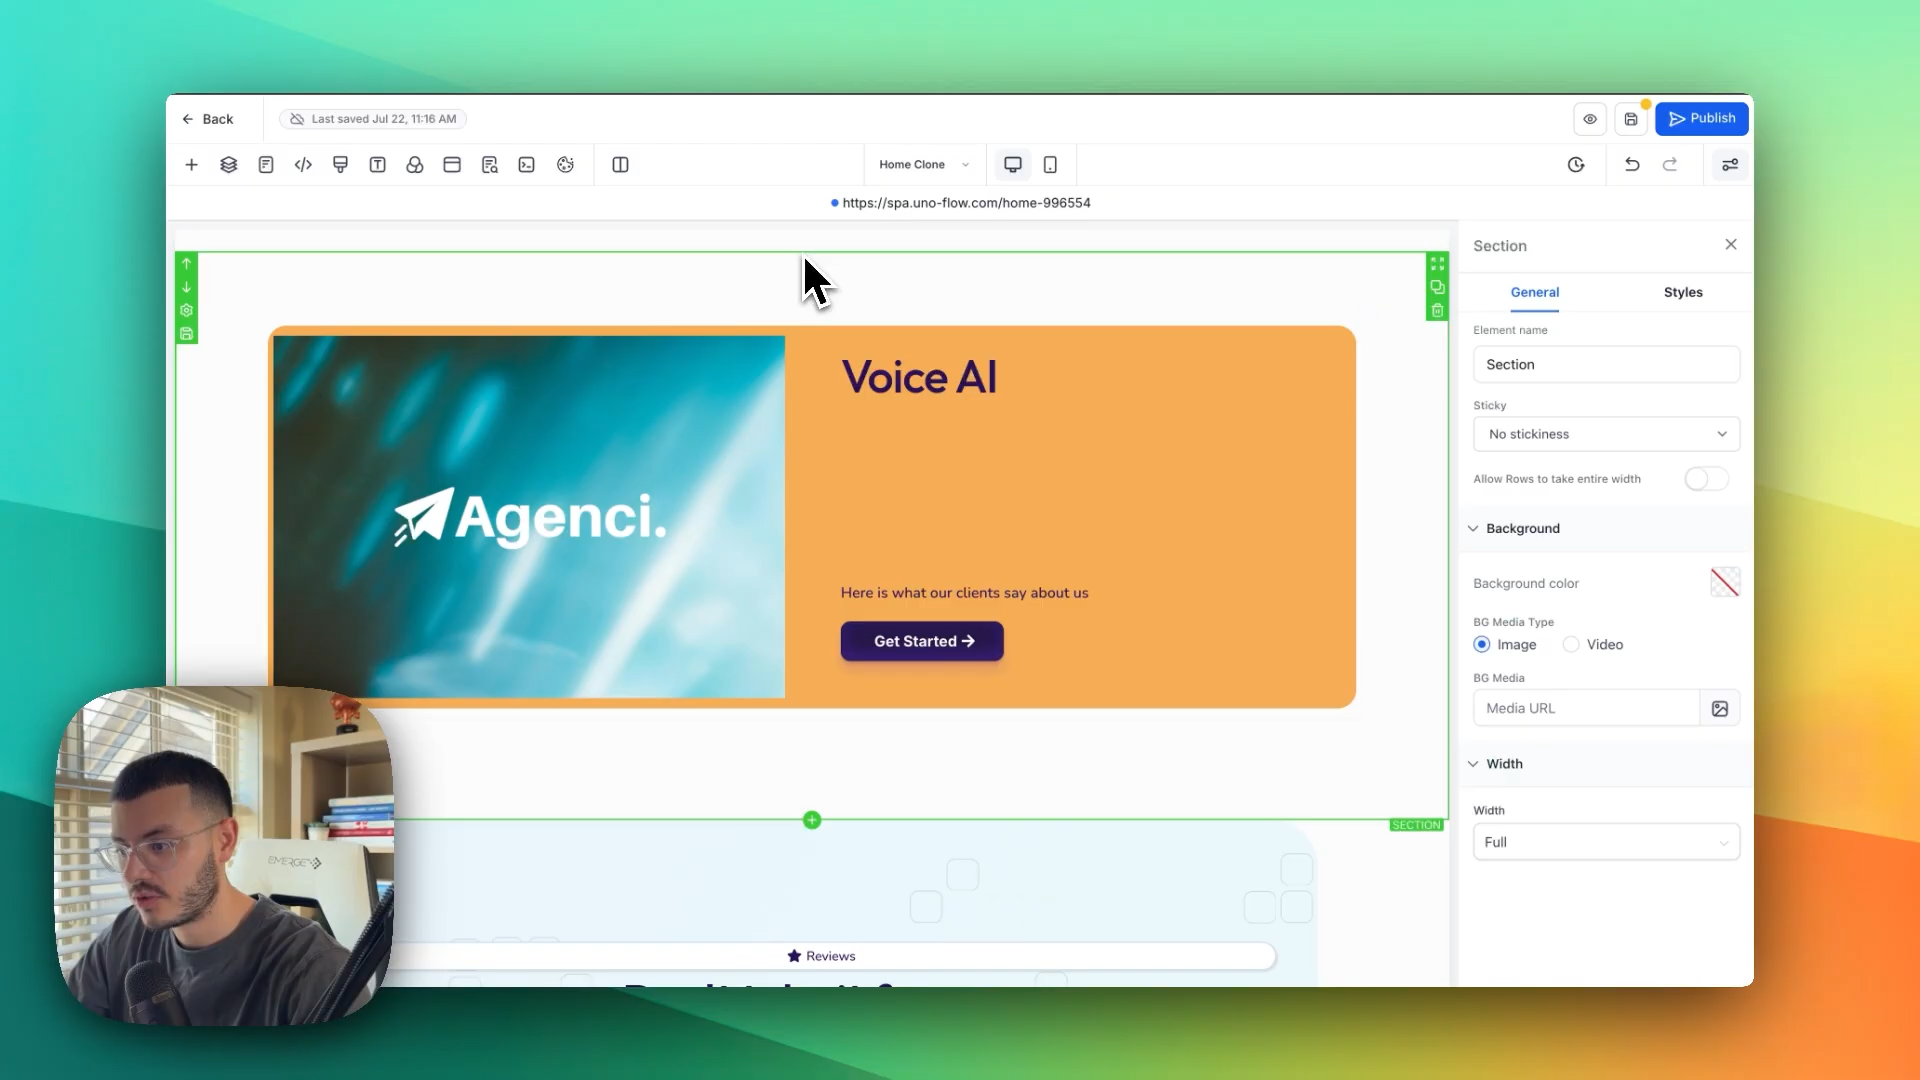 Back
Last saved Jul 22, 11:16 AM
Publish
Home Clone
https://spa.uno-flow.com/home-996554
Section
General
Styles
Element name
Section
Sticky
No stickiness
Allow Rows to take entire width
Background
Background color
BG Media Type
Image
Video
BG Media
Media URL
Width
Width
Full
Voice AI
Agenci.
Here is what our clients say about us
Get Started →
SECTION
Reviews
EMERGE